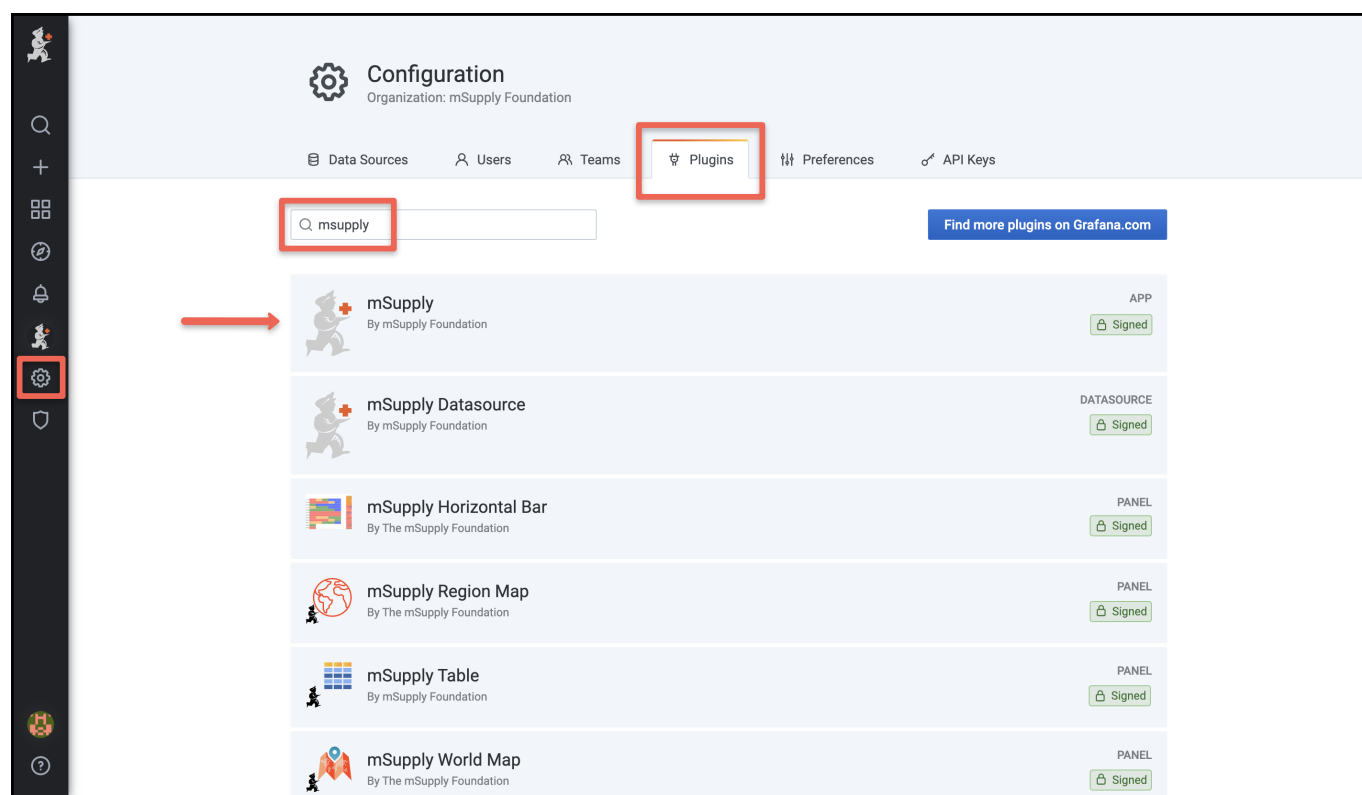 Configuration
Organization: mSupply Foundation
Data Sources Users Teams Plugins Preferences API Keys
msupply Find more plugins on Grafana.com
mSupply APP
By mSupply Foundation Signed
mSupply Datasource DATASOURCE
By mSupply Foundation Signed
mSupply Horizontal Bar PANEL
By The mSupply Foundation Signed
mSupply Region Map PANEL
By The mSupply Foundation Signed
mSupply Table PANEL
By mSupply Foundation Signed
mSupply World Map PANEL
By The mSupply Foundation Signed